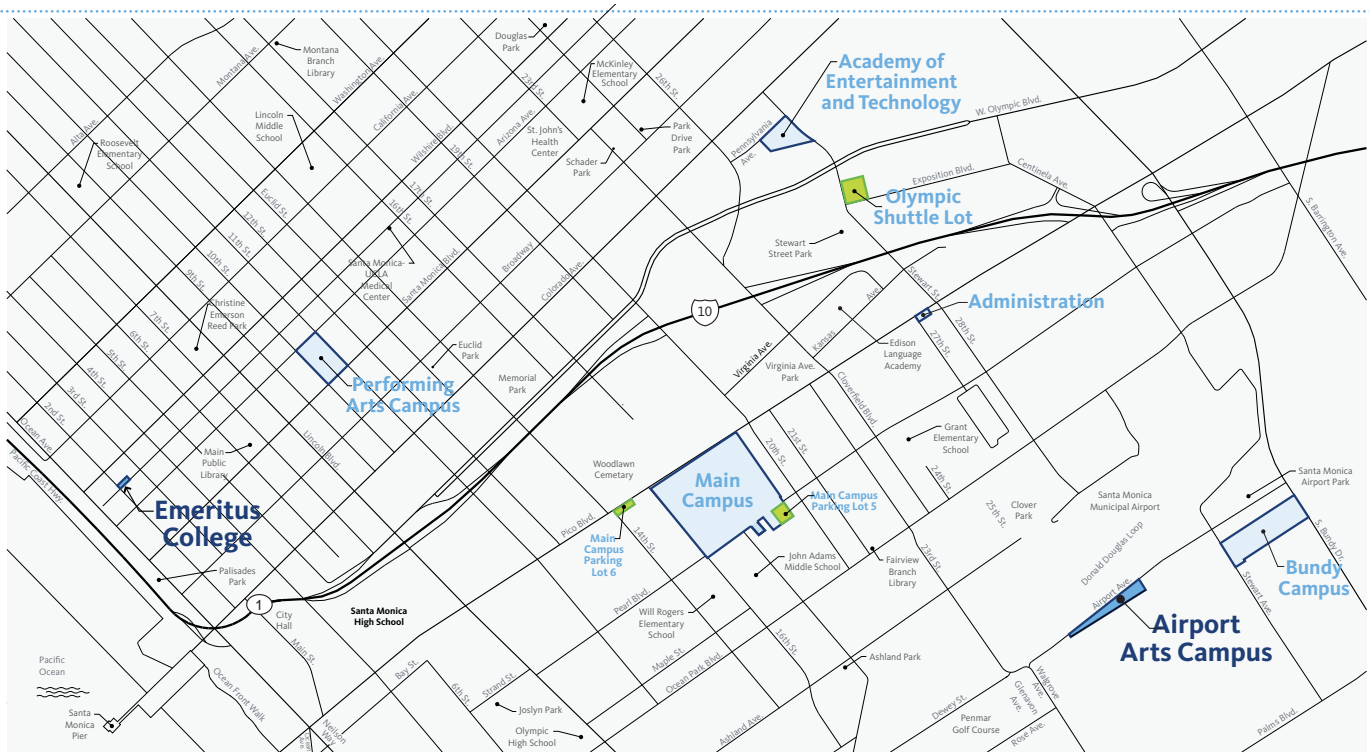 Douglas
Park
Montana
Branch
Library
McKinley
Elementary
School
Academy of
Entertainment
and Technology
Montana Ave.
Washington Ave.
23rd St.
26th St.
California Ave.
W. Olympic Blvd.
Lincoln
Middle
School
Alta Ave.
Wilshire Blvd.
Arizona Ave.
St. John's
Health
Center
Park
Drive
Park
Pennsylvania
Ave.
Roosevelt
Elementary
School
19th St.
Schader
Park
Exposition Blvd.
Centinela Ave.
Euclid St.
17th St.
16th St.
Olympic
Shuttle Lot
S. Barrington Ave.
12th St.
11th St.
10th St.
9th St.
Stewart
Street Park
Santa Monica-
UCLA
Medical
Center
Santa Monica Blvd.
Broadway
Colorado Ave.
Stewart St.
Administration
Christine
Emerson
Reed Park
7th St.
6th St.
5th St.
4th St.
3rd St.
2nd St.
Ocean Ave.
Pacific Coast Hwy.
10
Kansas
Ave.
28th St.
27th St.
Edison
Language
Academy
Euclid
Park
Virginia Ave.
Virginia Ave.
Park
Memorial
Park
Performing
Arts Campus
Cloverfield Blvd.
Lincoln Blvd.
Main
Public
Library
21st St.
20th St.
Grant
Elementary
School
Woodlawn
Cemetary
Main
Campus
24th St.
25th St.
Santa Monica
Airport Park
Main Campus
Parking Lot 5
Emeritus
College
Clover
Park
Santa Monica
Municipal Airport
Pico Blvd.
14th St.
Main
Campus
Parking
Lot 6
S. Bundy Dr.
Donald Douglas Loop
John Adams
Middle School
Fairview
Branch
Library
23rd St.
Palisades
Park
Bundy
Campus
Stewart Ave.
Airport Ave.
Pearl Blvd.
1
City
Hall
Santa Monica
High School
Will Rogers
Elementary
School
Airport
Arts Campus
Main St.
16th St.
Maple St.
Ocean Park Blvd.
Ashland Park
Pacific
Ocean
Bay St.
Strand St.
6th St.
Ocean Front Walk
Walgrove
Ave.
Glenavon
Ave.
Dewey St.
Santa
Monica
Pier
Joslyn Park
Penmar
Golf Course
Rose Ave.
Palms Blvd.
Neilson
Way
Olympic
High School
Ashland Ave.